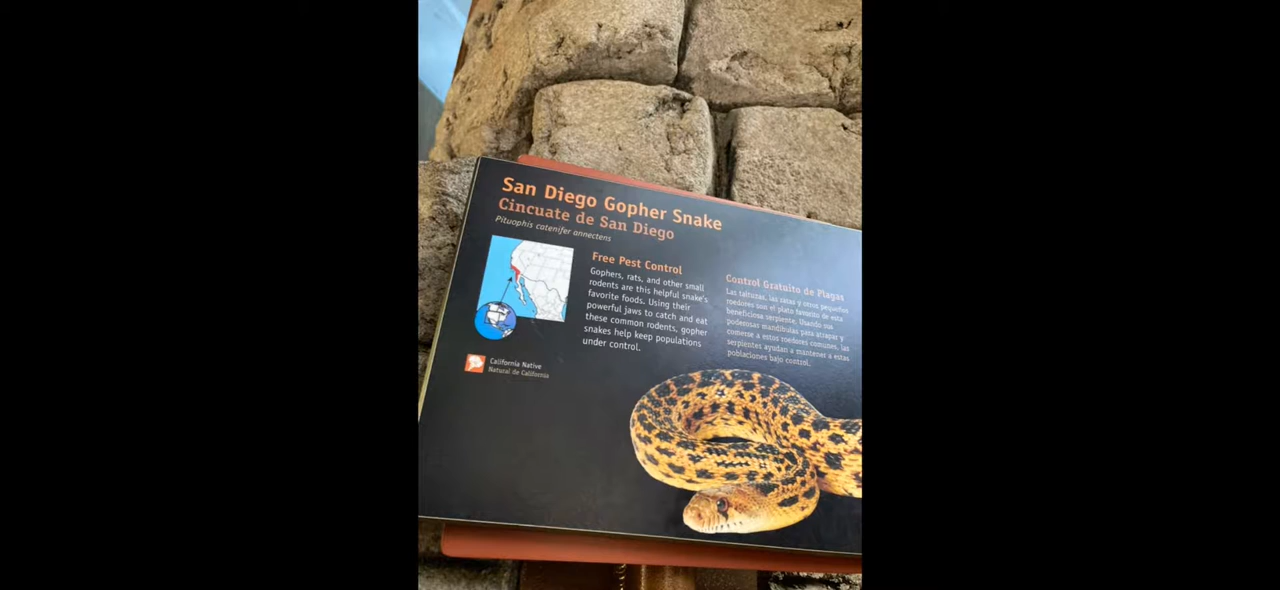 San Diego Gopher Snake
Cincuate de San Diego
Pituophis catenifer annectens
Free Pest Control
Gophers, rats, and other small
rodents are this helpful snake's
favorite foods. Using their
powerful jaws to catch and eat
these common rodents, gopher
snakes help keep populations
under control.
Control Gratuito de Plagas
Las taltuzas, las ratas y otros pequeños
roedores son el plato favorito de esta
beneficiosa serpiente. Usando sus
poderosas mandíbulas para atrapar y
comerse a estos roedores comunes, las
serpientes ayudan a mantener a estas
poblaciones bajo control.
California Native
Natural de California